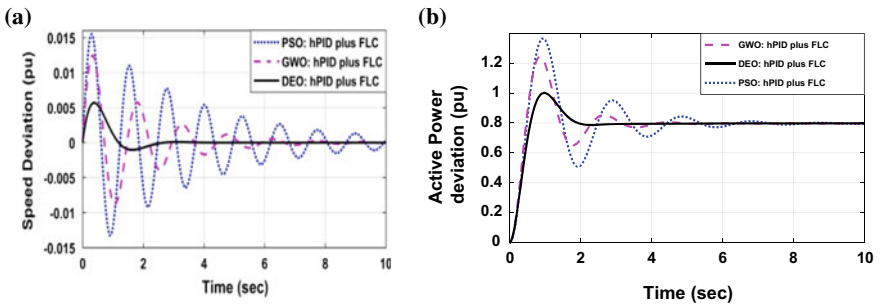 (a)
Speed Deviation (pu)
0.015
0.01
0.005
0
-0.005
-0.01
-0.015
PSO: hPID plus FLC
GWO: hPID plus FLC
DEO: hPID plus FLC
0 2 4 6 8 10
Time (sec)
(b)
Active Power
deviation (pu)
1.2
1
0.8
0.6
0.4
0.2
0
GWO: hPID plus FLC
DEO: hPID plus FLC
PSO: hPID plus FLC
0 2 4 6 8 10
Time (sec)